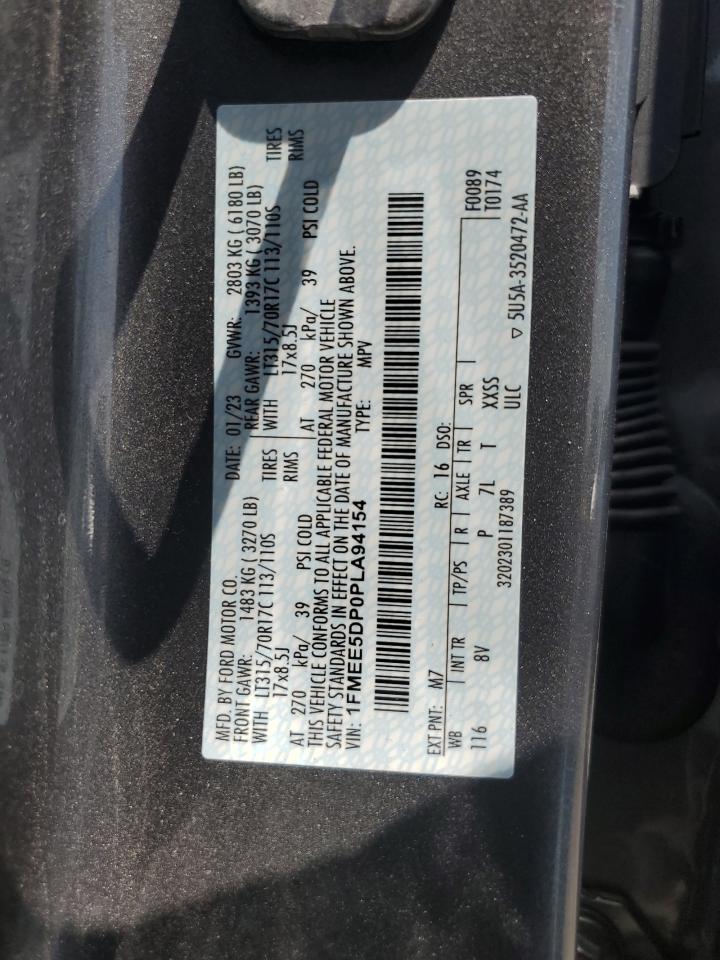 MFD. BY FORD MOTOR CO.
DATE: 01/23 GVWR: 2803 KG ( 6180 LB)
FRONT GAWR: 1483 KG ( 3270 LB) REAR GAWR: 1393 KG ( 3070 LB)
WITH LT315/70R17C 113/110S TIRES WITH LT315/70R17C 113/110S TIRES
17x8.5J RIMS 17x8.5J RIMS
AT 270 kPa/ 39 PSI COLD AT 270 kPa/ 39 PSI COLD
THIS VEHICLE CONFORMS TO ALL APPLICABLE FEDERAL MOTOR VEHICLE
SAFETY STANDARDS IN EFFECT ON THE DATE OF MANUFACTURE SHOWN ABOVE.
VIN: 1FMEE5DP0PLA94154 TYPE: MPV
EXT PNT: M7 RC: 16 DSO: F0089
T0174
WB INT TR TP/PS R AXLE TR SPR
116 8V P 7L T XXSS
3202301187389 ULC ▽ 5U5A-3520472-AA